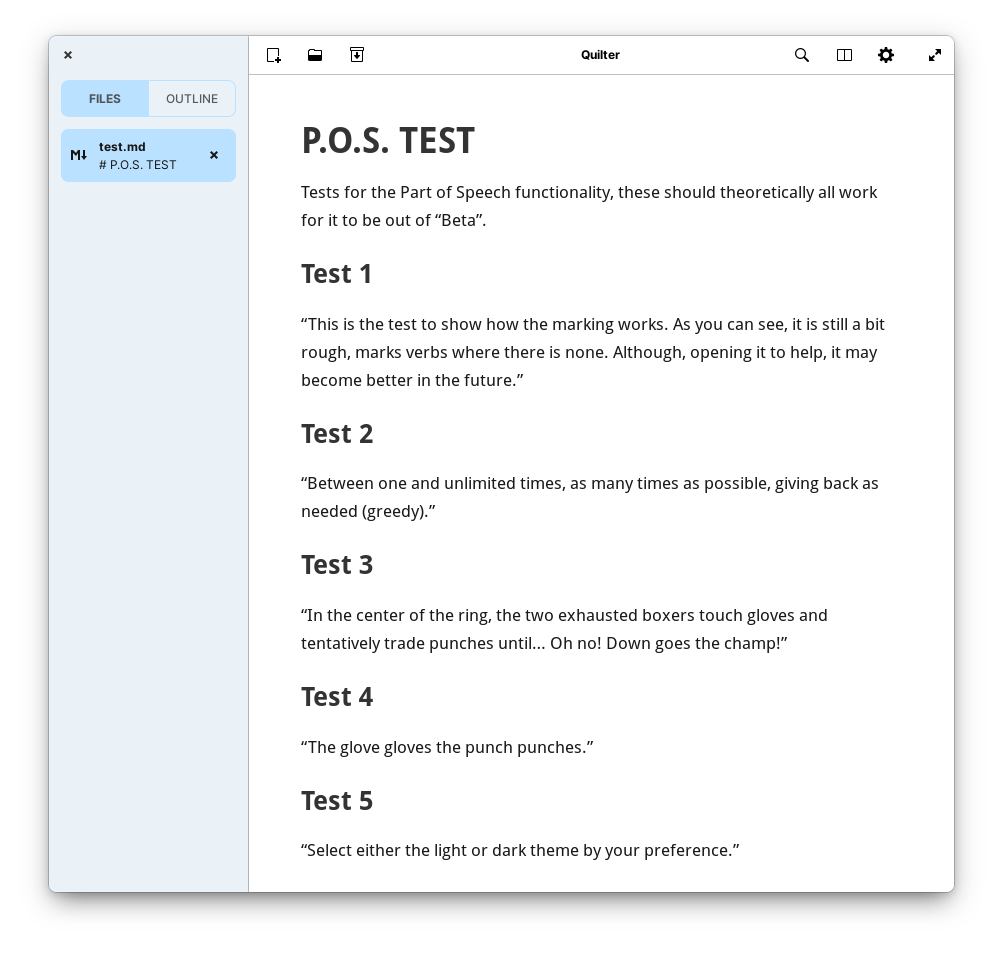 Quilter
FILES
OUTLINE
M↓
test.md
# P.O.S. TEST
P.O.S. TEST
Tests for the Part of Speech functionality, these should theoretically all work
for it to be out of “Beta”.
Test 1
“This is the test to show how the marking works. As you can see, it is still a bit
rough, marks verbs where there is none. Although, opening it to help, it may
become better in the future.”
Test 2
“Between one and unlimited times, as many times as possible, giving back as
needed (greedy).”
Test 3
“In the center of the ring, the two exhausted boxers touch gloves and
tentatively trade punches until... Oh no! Down goes the champ!”
Test 4
“The glove gloves the punch punches.”
Test 5
“Select either the light or dark theme by your preference.”